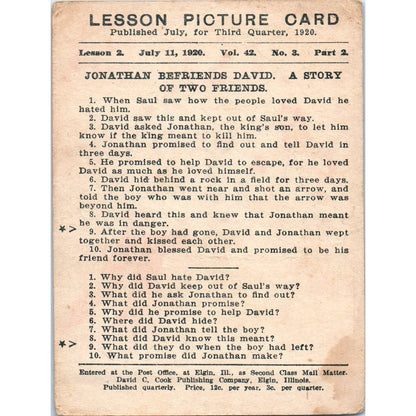 LESSON PICTURE CARD
Published July, for Third Quarter, 1920.
Lesson 2. July 11, 1920. Vol. 42. No. 3. Part 2.
JONATHAN BEFRIENDS DAVID. A STORY
OF TWO FRIENDS.
1. When Saul saw how the people loved David he
hated him.
2. David saw this and kept out of Saul's way.
3. David asked Jonathan, the king's son, to let him
know if the king meant to kill him.
4. Jonathan promised to find out and tell David in
three days.
5. He promised to help David to escape, for he loved
David as much as he loved himself.
6. David hid behind a rock in a field for three days.
7. Then Jonathan went near and shot an arrow, and
told the boy who was with him that the arrow was
beyond him.
8. David heard this and knew that Jonathan meant
he was in danger.
*> 9. After the boy had gone, David and Jonathan wept
together and kissed each other.
10. Jonathan blessed David and promised to be his
friend forever.
1. Why did Saul hate David?
2. Why did David keep out of Saul's way?
3. What did he ask Jonathan to find out?
4. What did Jonathan promise?
5. Why did he promise to help David?
6. Where did David hide?
7. What did Jonathan tell the boy?
8. What did David know this meant?
*> 9. What did they do when the boy had left?
10. What promise did Jonathan make?
Entered at the Post Office, at Elgin, Ill., as Second Class Mail Matter.
David C. Cook Publishing Company, Elgin, Illinois.
Published quarterly. Price, 12c. per year, 3c. per quarter.